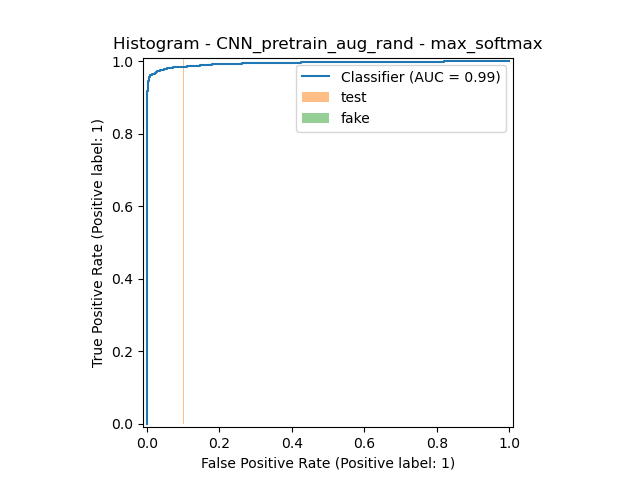 Histogram - CNN_pretrain_aug_rand - max_softmax
Classifier (AUC = 0.99)
test
fake
True Positive Rate (Positive label: 1)
1.0
0.8
0.6
0.4
0.2
0.0
0.0 0.2 0.4 0.6 0.8 1.0
False Positive Rate (Positive label: 1)